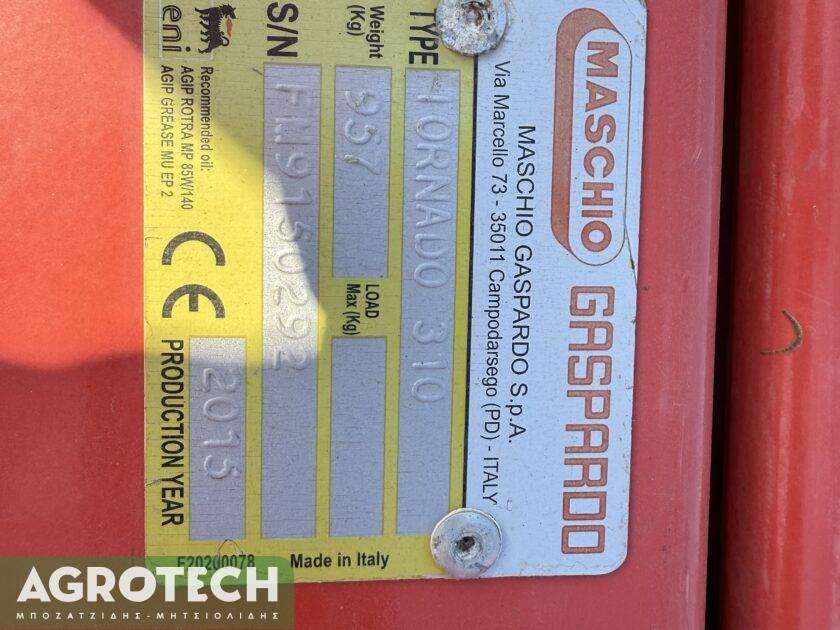 MASCHIO GASPARDO
MASCHIO GASPARDO S.p.A.
Via Marcello 73 - 35011 Campodarsego (PD) - ITALY
TYPE TORNADO 310
Weight (Kg) 957 LOAD Max (Kg)
S/N FM9150292
eni
Recommended oil:
AGIP ROTRA MP 85W/140
AGIP GREASE MU EP 2
CE PRODUCTION YEAR 2015
F20200078 Made in Italy
AGROTECH
ΜΠΟΖΑΤΖΙΔΗΣ-ΜΗΤΣΙΟΛΙΔΗΣ